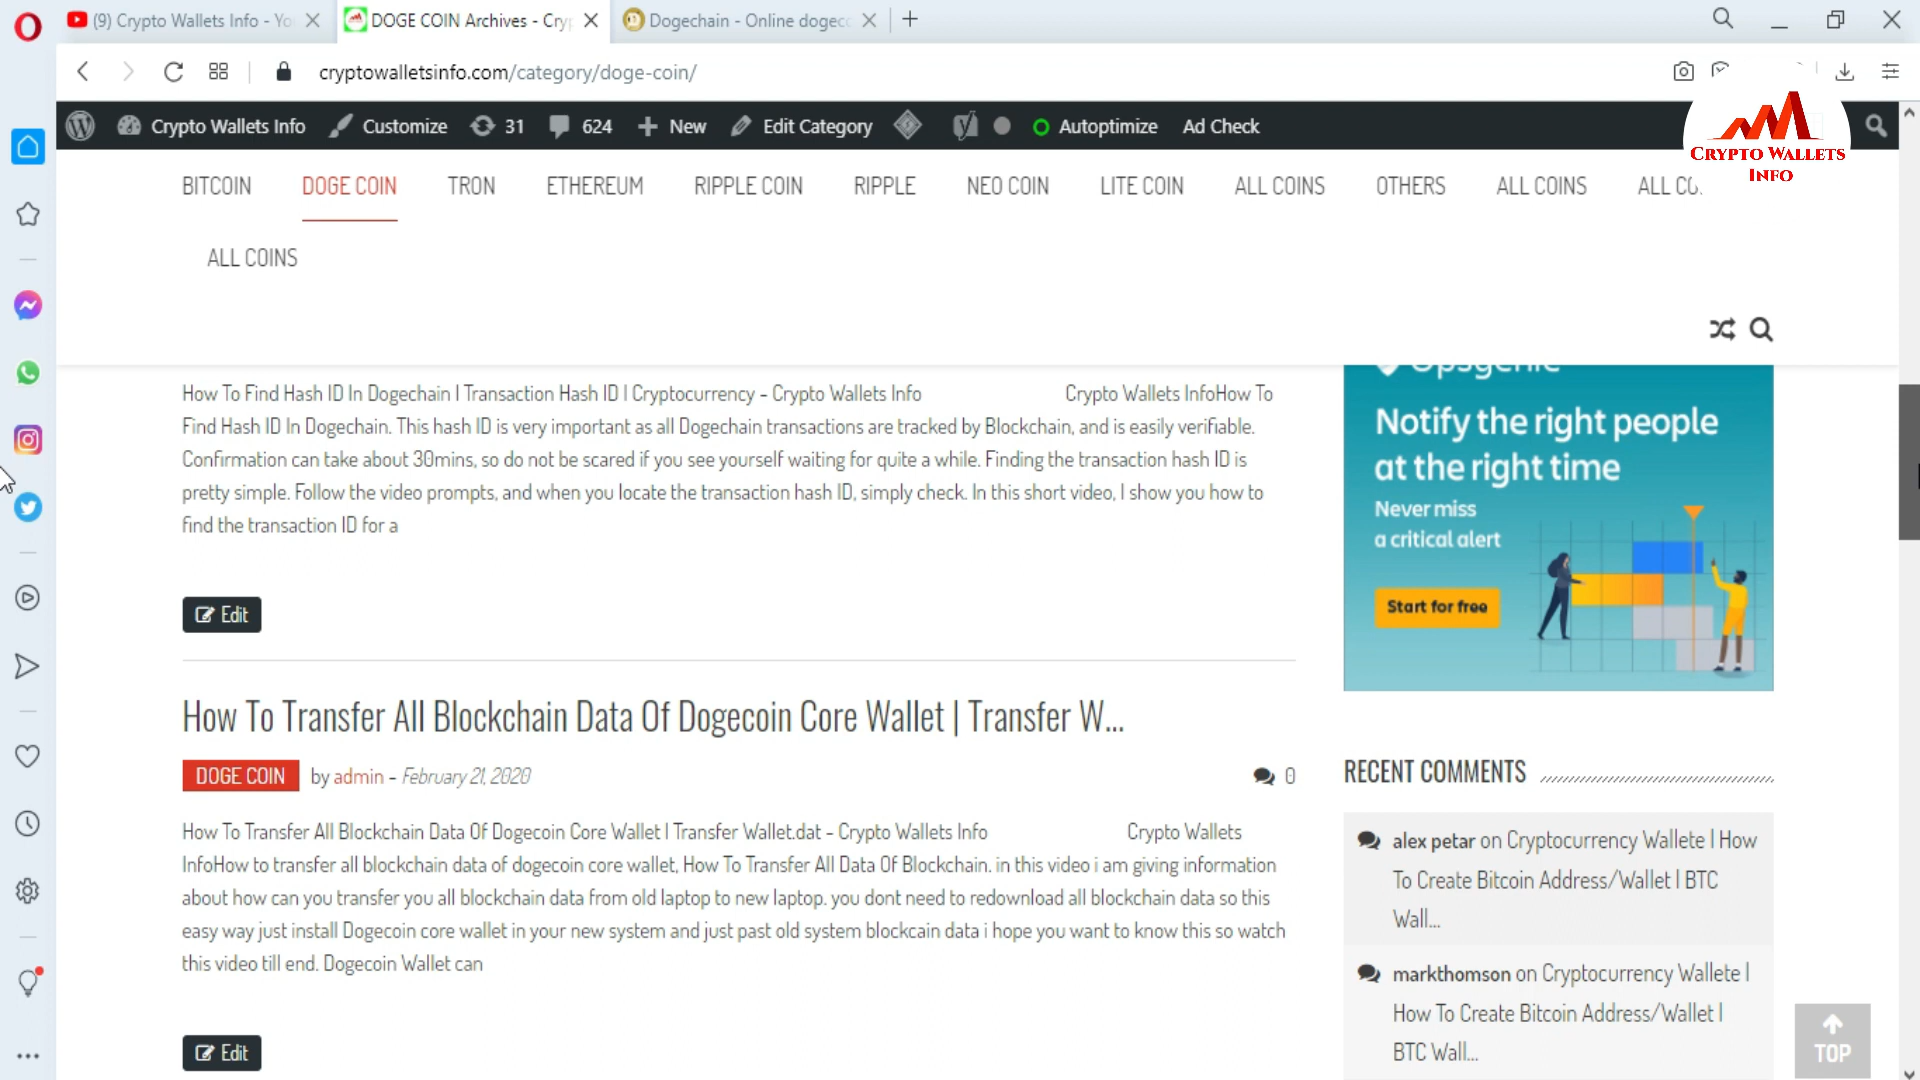 (9) Crypto Wallets Info - Yo
DOGE COIN Archives - Cry
Dogechain - Online dogec
cryptowalletsinfo.com/category/doge-coin/
Crypto Wallets Info
Customize
31
624
New
Edit Category
Autoptimize
Ad Check
CRYPTO WALLETS
INFO
BITCOIN
DOGE COIN
TRON
ETHEREUM
RIPPLE COIN
RIPPLE
NEO COIN
LITE COIN
ALL COINS
OTHERS
ALL COINS
ALL CO
ALL COINS
How To Find Hash ID In Dogechain | Transaction Hash ID | Cryptocurrency - Crypto Wallets Info Crypto Wallets InfoHow To
Find Hash ID In Dogechain. This hash ID is very important as all Dogechain transactions are tracked by Blockchain, and is easily verifiable.
Confirmation can take about 30mins, so do not be scared if you see yourself waiting for quite a while. Finding the transaction hash ID is
pretty simple. Follow the video prompts, and when you locate the transaction hash ID, simply check. In this short video, I show you how to
find the transaction ID for a
Edit
How To Transfer All Blockchain Data Of Dogecoin Core Wallet | Transfer W...
DOGE COIN by admin - February 21, 2020
0
How To Transfer All Blockchain Data Of Dogecoin Core Wallet | Transfer Wallet.dat - Crypto Wallets Info Crypto Wallets
InfoHow to transfer all blockchain data of dogecoin core wallet, How To Transfer All Data Of Blockchain. in this video i am giving information
about how can you transfer you all blockchain data from old laptop to new laptop. you dont need to redownload all blockchain data so this
easy way just install Dogecoin core wallet in your new system and just past old system blockcain data i hope you want to know this so watch
this video till end. Dogecoin Wallet can
Edit
Opsgenie
Notify the right people
at the right time
Never miss
a critical alert
Start for free
RECENT COMMENTS
alex petar on Cryptocurrency Wallete | How
To Create Bitcoin Address/Wallet | BTC
Wall...
markthomson on Cryptocurrency Wallete |
How To Create Bitcoin Address/Wallet |
BTC Wall...
TOP